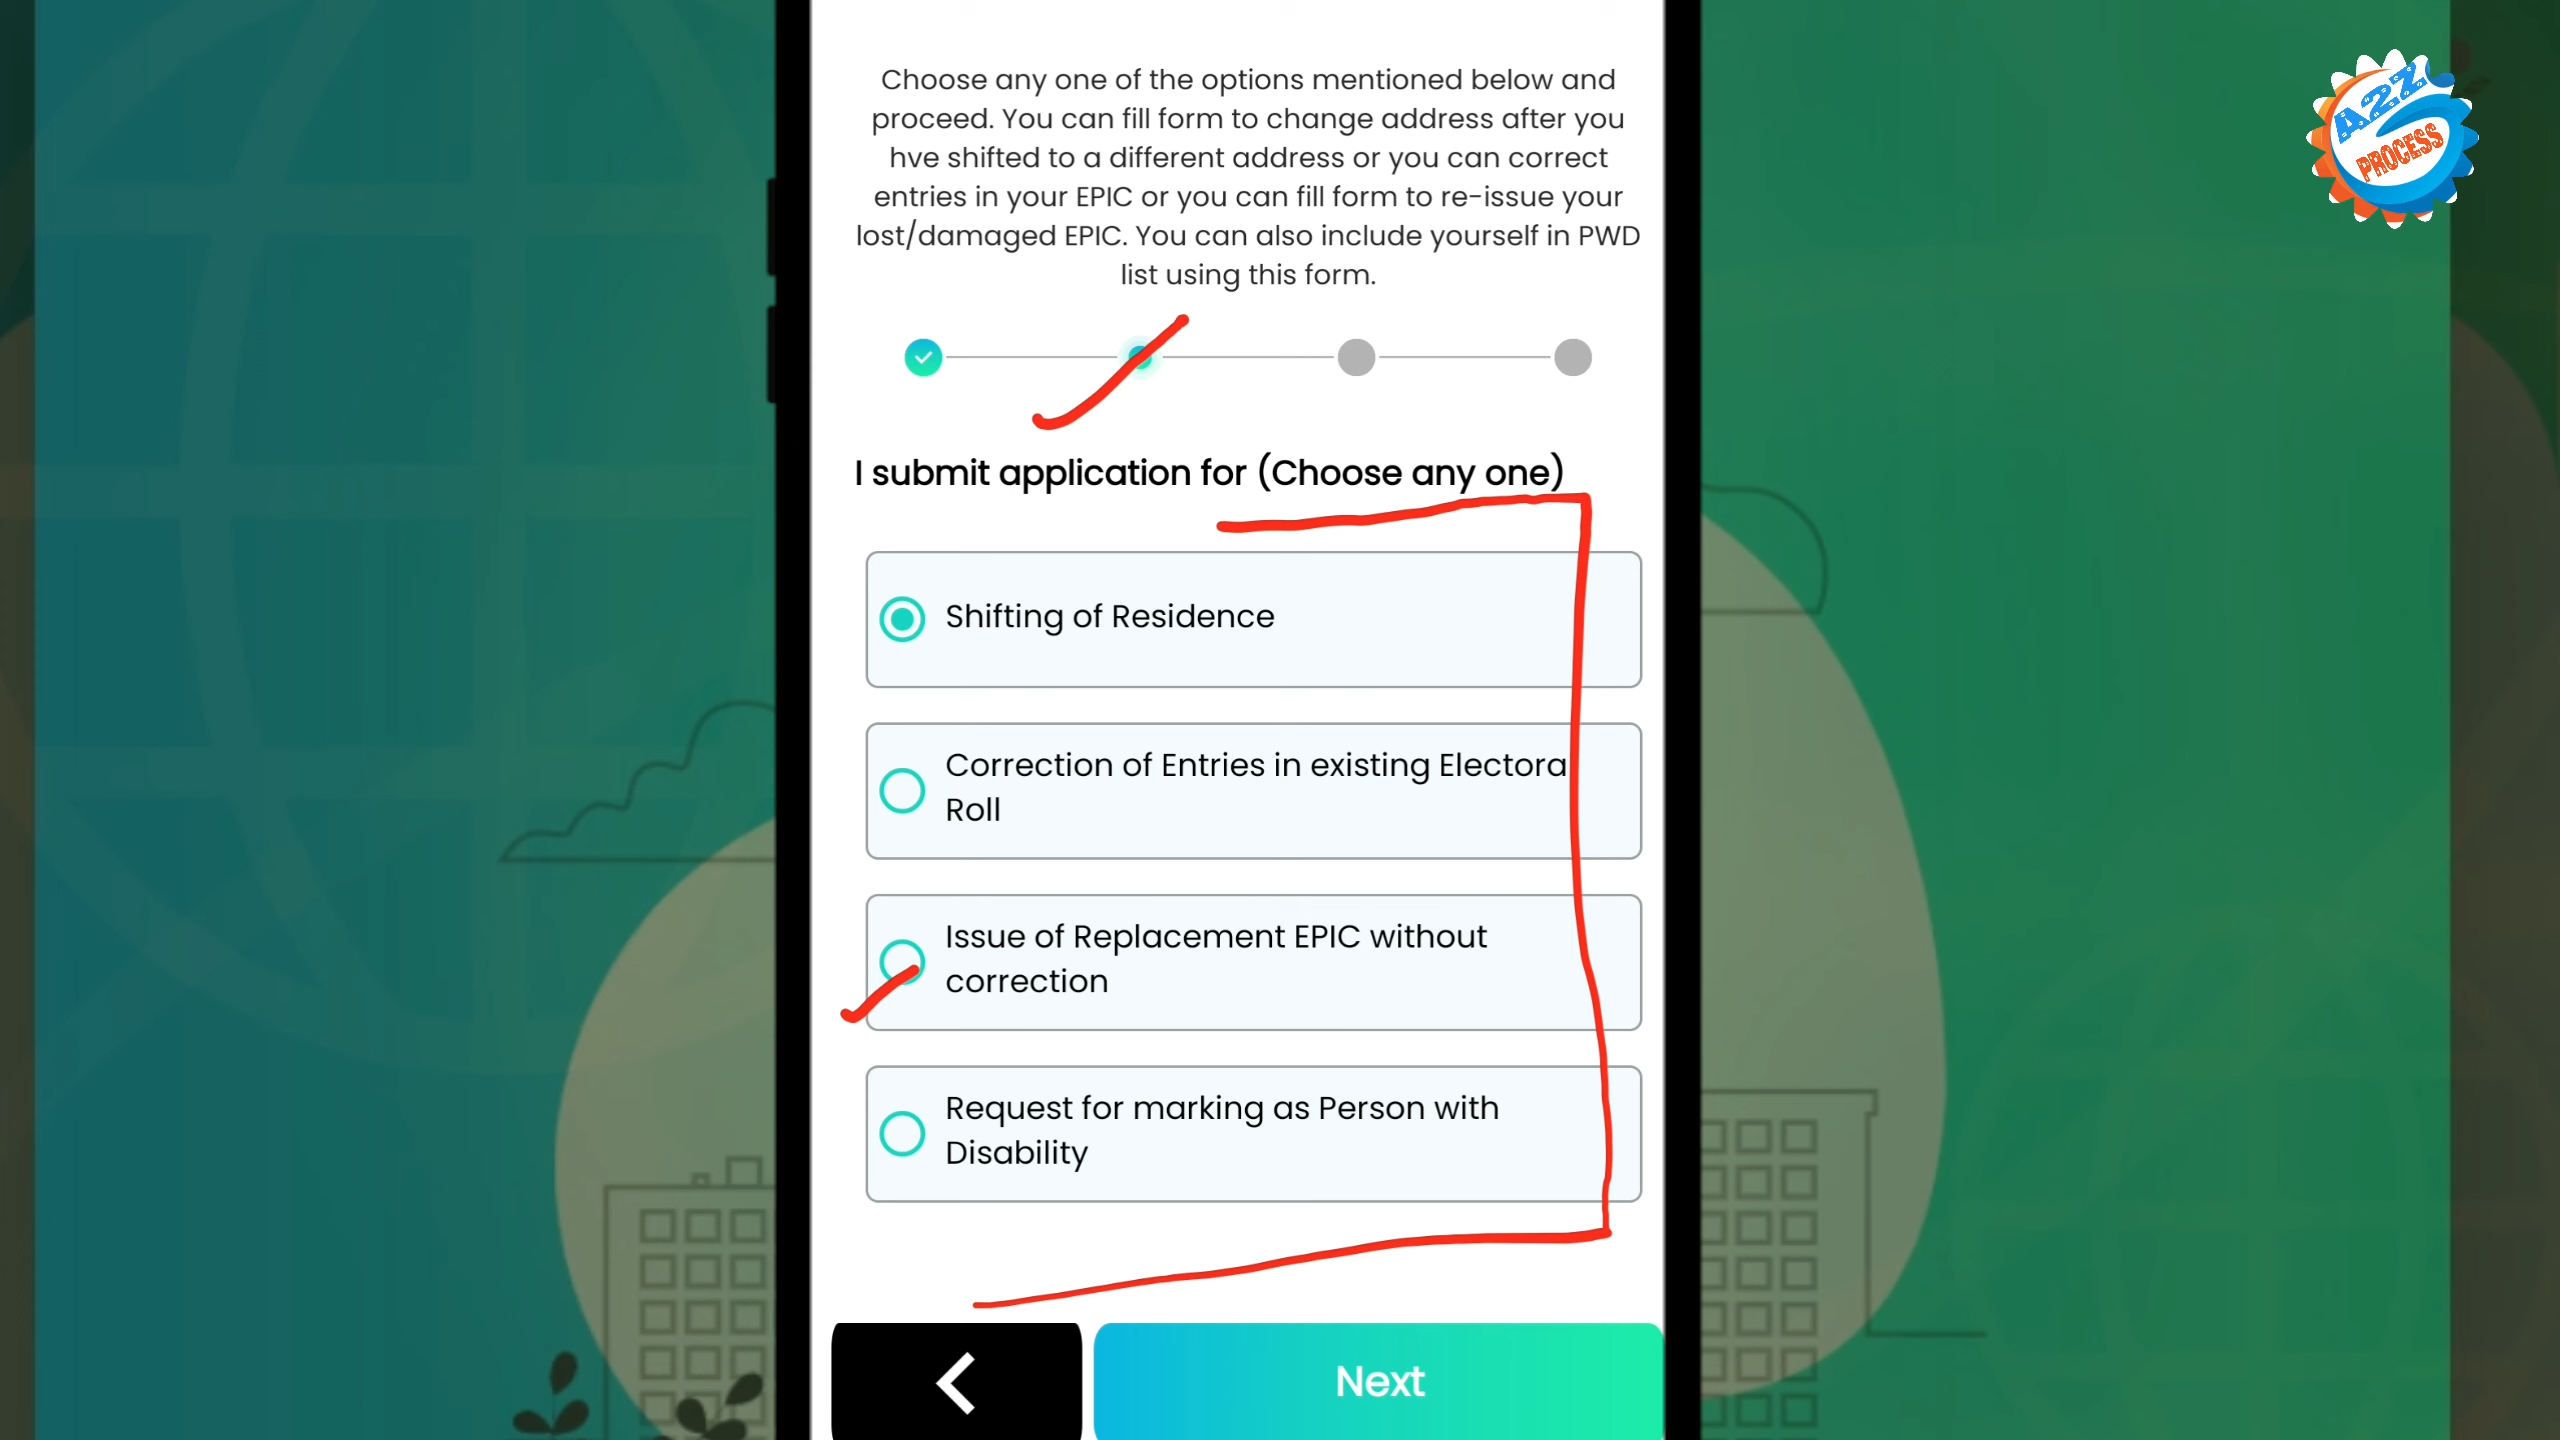 Choose any one of the options mentioned below and
proceed. You can fill form to change address after you
hve shifted to a different address or you can correct
entries in your EPIC or you can fill form to re-issue your
lost/damaged EPIC. You can also include yourself in PWD
list using this form.
I submit application for (Choose any one)
Shifting of Residence
Correction of Entries in existing Electora
Roll
Issue of Replacement EPIC without
correction
Request for marking as Person with
Disability
Next
A2Z
PROCESS